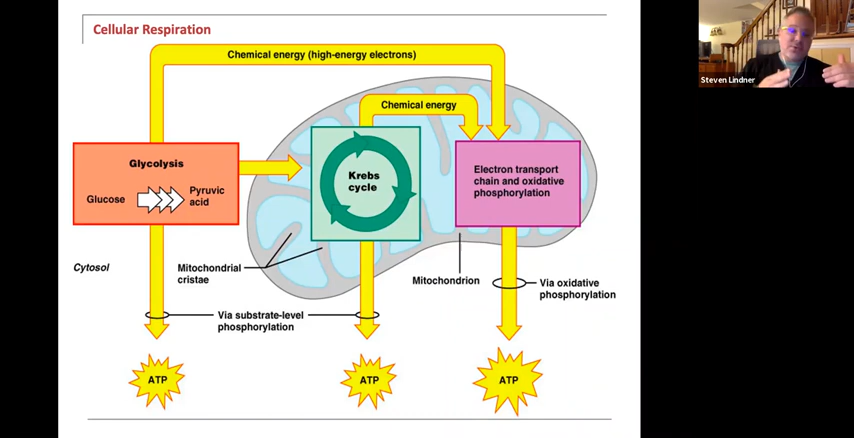 Cellular Respiration
Steven Lindner
Chemical energy (high-energy electrons)
Chemical energy
Glycolysis
Glucose
Pyruvic
acid
Krebs
cycle
Electron transport
chain and oxidative
phosphorylation
Cytosol
Mitochondrial
cristae
Mitochondrion
Via oxidative
phosphorylation
Via substrate-level
phosphorylation
ATP
ATP
ATP